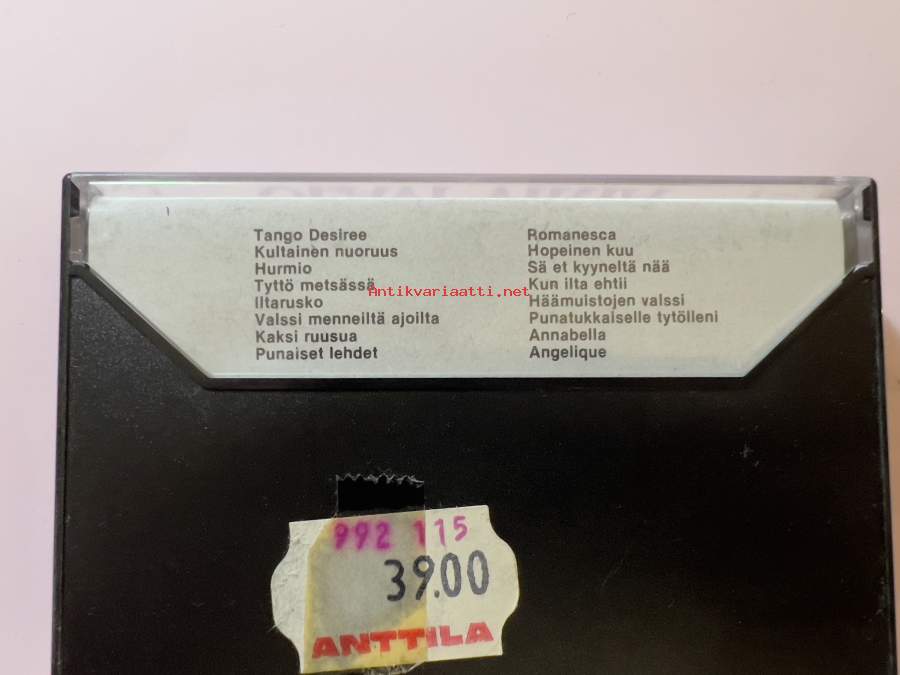 Tango Desiree
Kultainen nuoruus
Hurmio
Tyttö metsässä
Iltarusko
Valssi menneiltä ajoilta
Kaksi ruusua
Punaiset lehdet
Romanesca
Hopeinen kuu
Sä et kyyneltä nää
Kun ilta ehtii
Häämuistojen valssi
Punatukkaiselle tytölleni
Annabella
Angelique
Antikvariaatti.net
992 115
39.00
ANTTILA